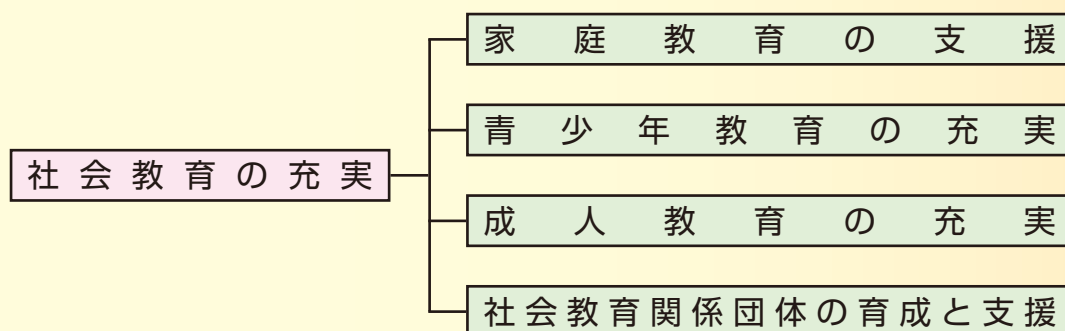 社会教育の充実
家庭教育の支援
青少年教育の充実
成人教育の充実
社会教育関係団体の育成と支援